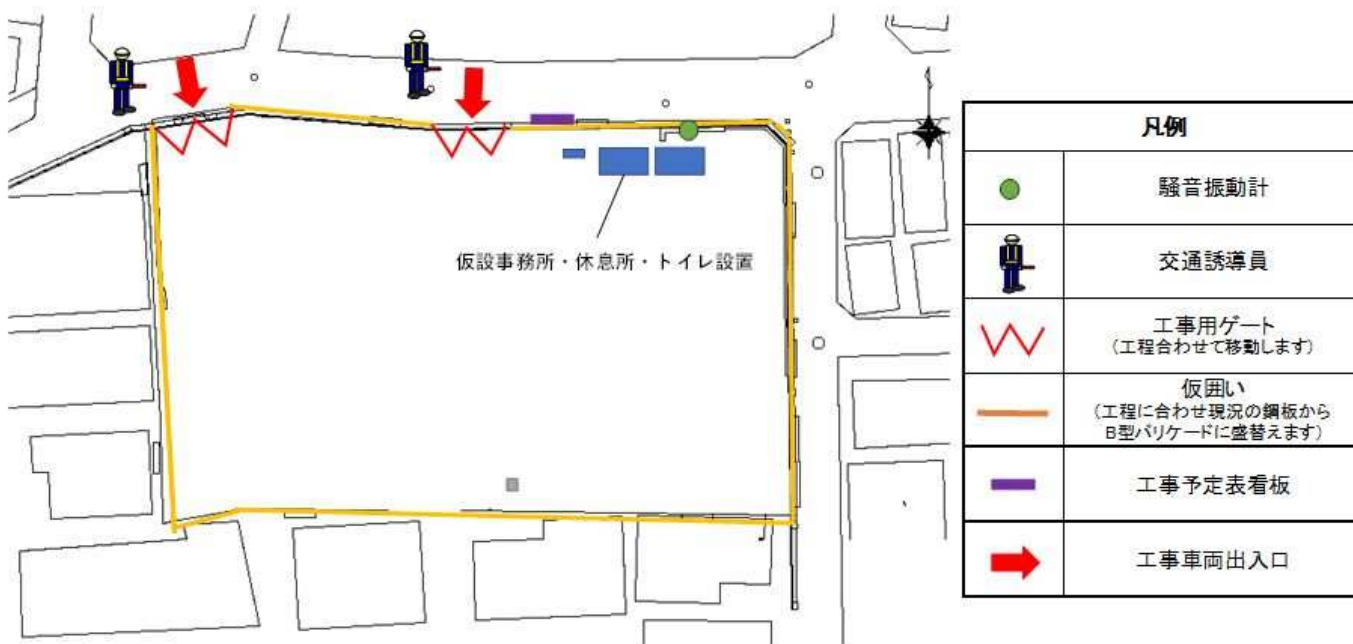 仮設事務所・休息所・トイレ設置
凡例
騒音振動計
交通誘導員
工事用ゲート
(工程合わせて移動します)
仮囲い
(工程に合わせ現況の鋼板から
B型バリケードに盛替えます)
工事予定表看板
工事車両出入口